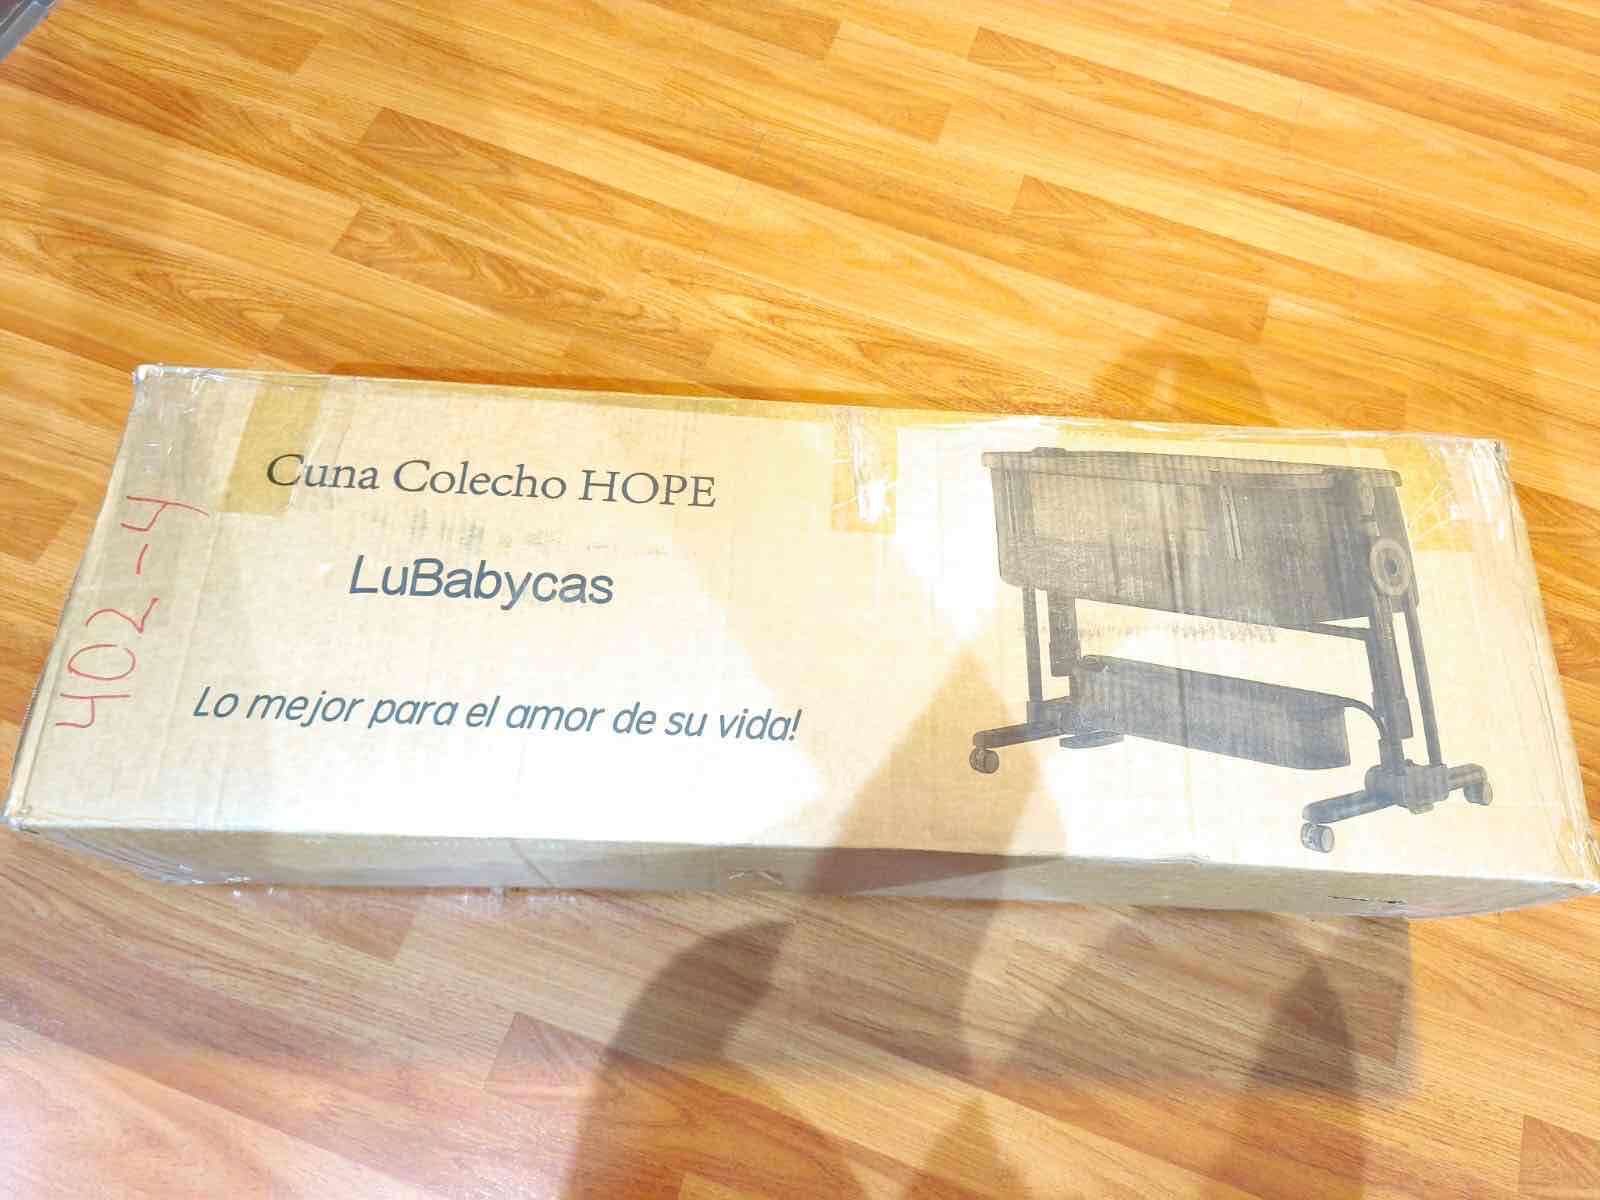 Cuna Colecho HOPE
LuBabycas
Lo mejor para el amor de su vida!
402-4